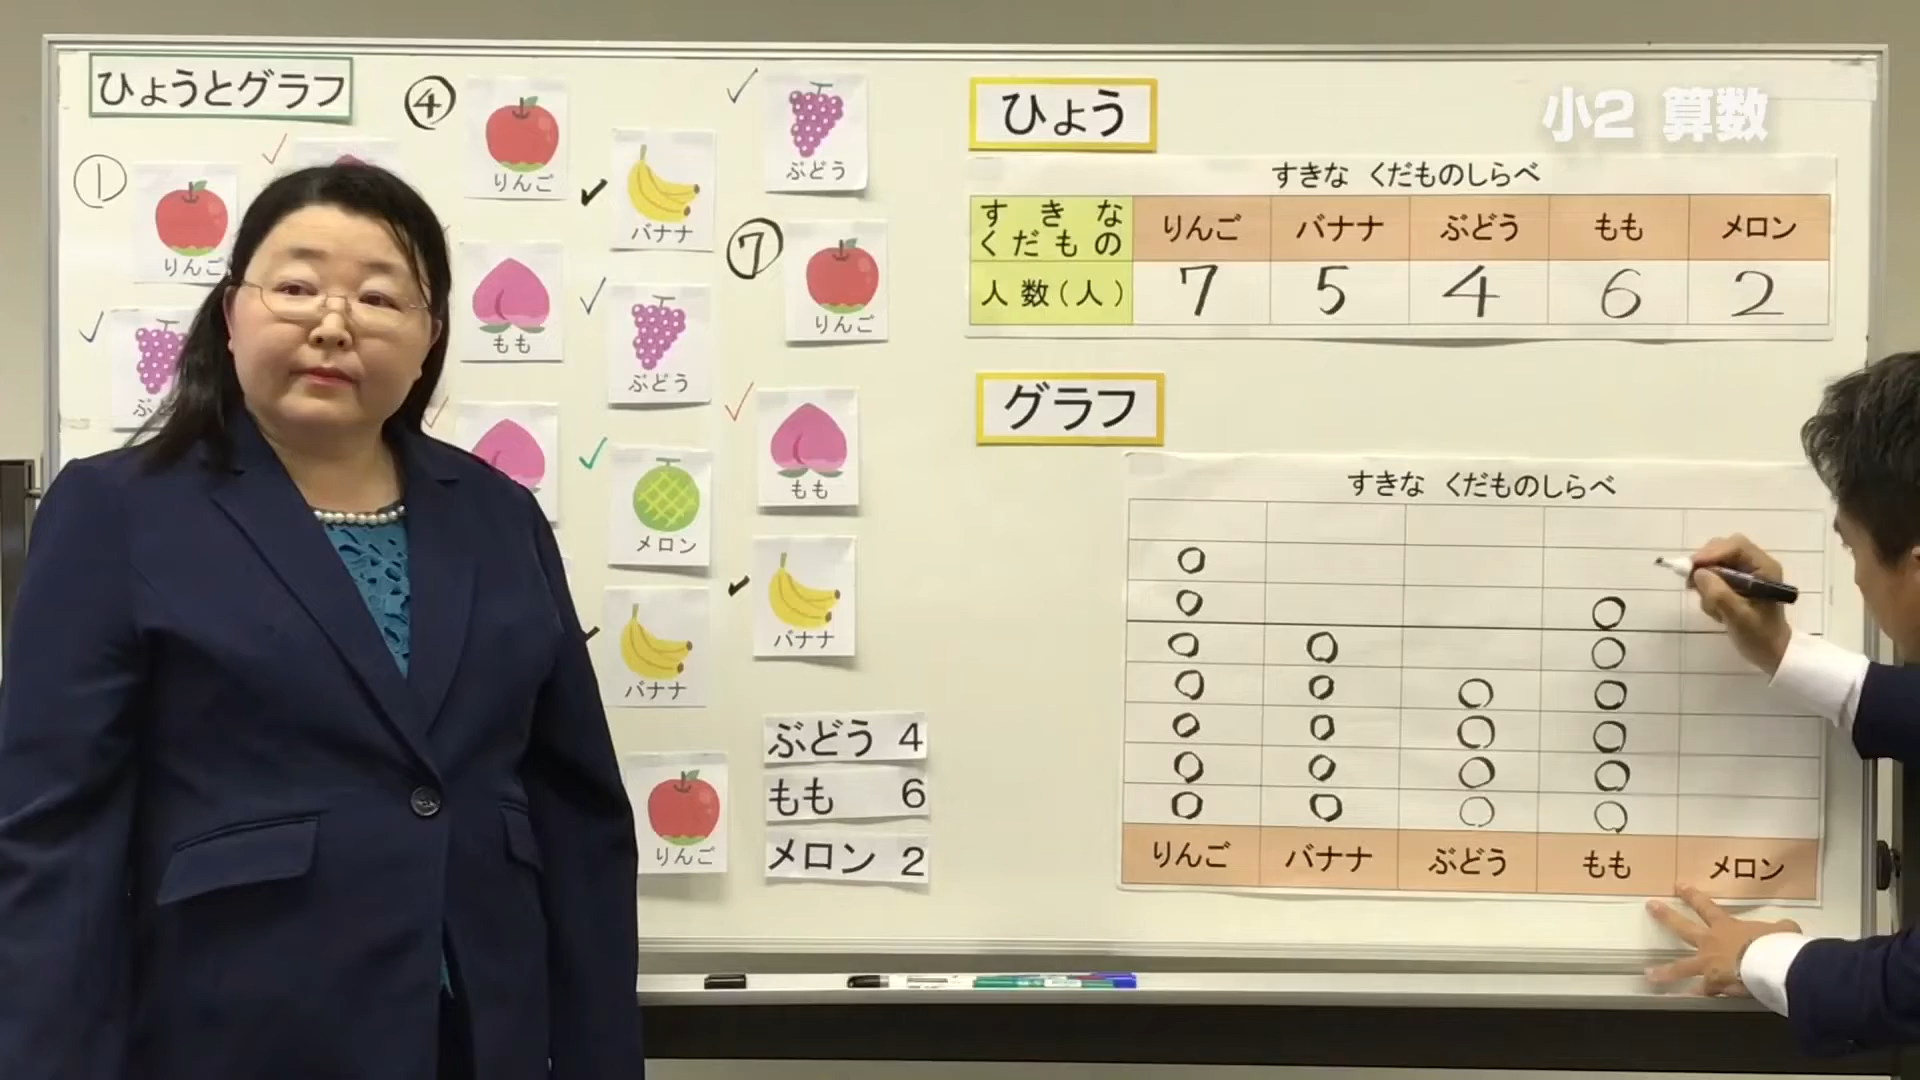 ひょうとグラフ
①
りんご
④
りんご
バナナ
ぶどう
もも
ぶどう
⑦
りんご
もも
メロン
バナナ
バナナ
りんご
ぶどう 4
もも 6
メロン 2
ひょう
小2 算数
すきな くだものしらべ
すきな くだもの りんご バナナ ぶどう もも メロン
人数(人) 7 5 4 6 2
グラフ
すきな くだものしらべ
りんご バナナ ぶどう もも メロン